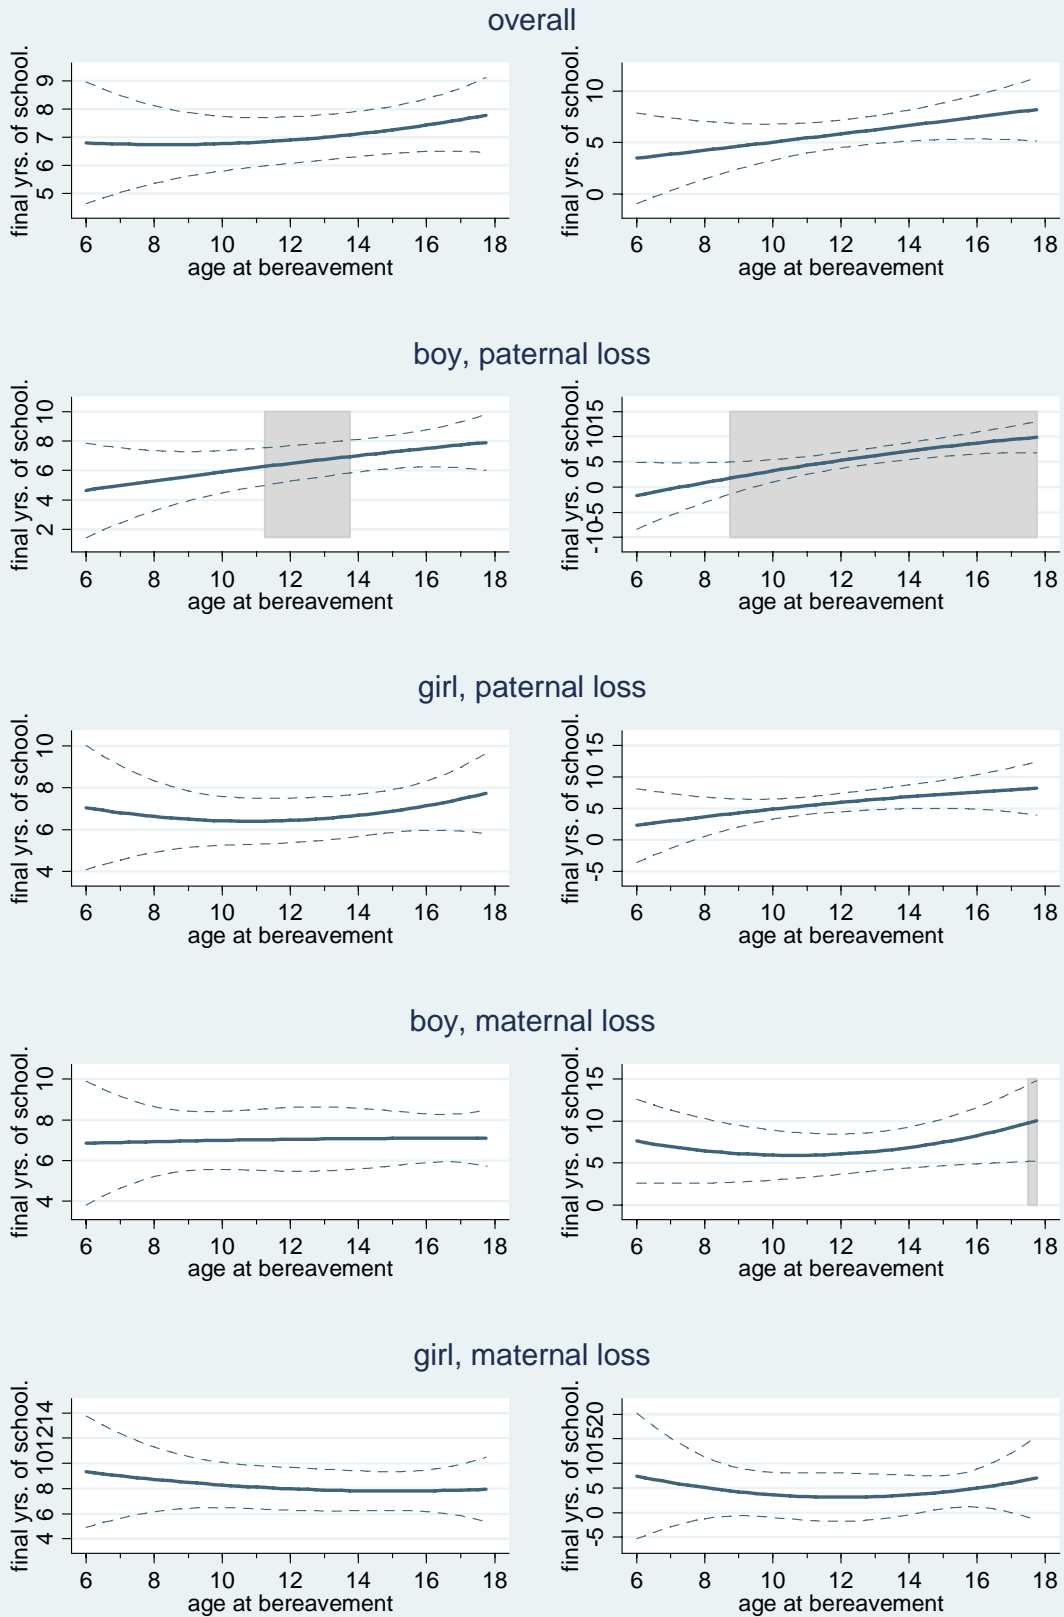 overall
final yrs. of school.
9
8
7
6
5
6 8 10 12 14 16 18
age at bereavement
final yrs. of school.
10
5
0
6 8 10 12 14 16 18
age at bereavement
boy, paternal loss
final yrs. of school.
10
8
6
4
2
6 8 10 12 14 16 18
age at bereavement
final yrs. of school.
15
10
5
0
-5
-10
6 8 10 12 14 16 18
age at bereavement
girl, paternal loss
final yrs. of school.
10
8
6
4
6 8 10 12 14 16 18
age at bereavement
final yrs. of school.
15
10
5
0
-5
6 8 10 12 14 16 18
age at bereavement
boy, maternal loss
final yrs. of school.
10
8
6
4
6 8 10 12 14 16 18
age at bereavement
final yrs. of school.
15
10
5
0
6 8 10 12 14 16 18
age at bereavement
girl, maternal loss
final yrs. of school.
14
12
10
8
6
4
6 8 10 12 14 16 18
age at bereavement
final yrs. of school.
20
15
10
5
0
-5
6 8 10 12 14 16 18
age at bereavement